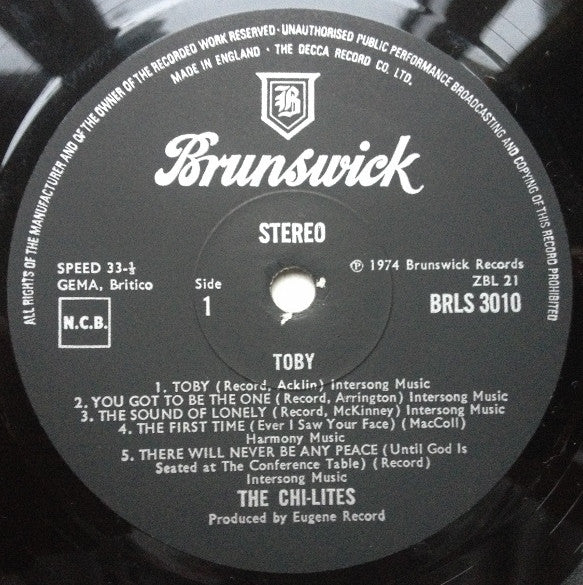 ALL RIGHTS OF THE MANUFACTURER AND OF THE OWNER OF THE RECORDED WORK RESERVED · UNAUTHORISED PUBLIC PERFORMANCE BROADCASTING AND COPYING OF THIS RECORD PROHIBITED
MADE IN ENGLAND · THE DECCA RECORD CO. LTD.
B
Brunswick
STEREO
SPEED 33-⅓
GEMA, Britico
N.C.B.
Side
1
℗ 1974 Brunswick Records
ZBL 21
BRLS 3010
TOBY
1. TOBY (Record, Acklin) Intersong Music
2. YOU GOT TO BE THE ONE (Record, Arrington) Intersong Music
3. THE SOUND OF LONELY (Record, McKinney) Intersong Music
4. THE FIRST TIME (Ever I Saw Your Face) (MacColl)
Harmony Music
5. THERE WILL NEVER BE ANY PEACE (Until God Is
Seated at The Conference Table) (Record)
Intersong Music
THE CHI-LITES
Produced by Eugene Record